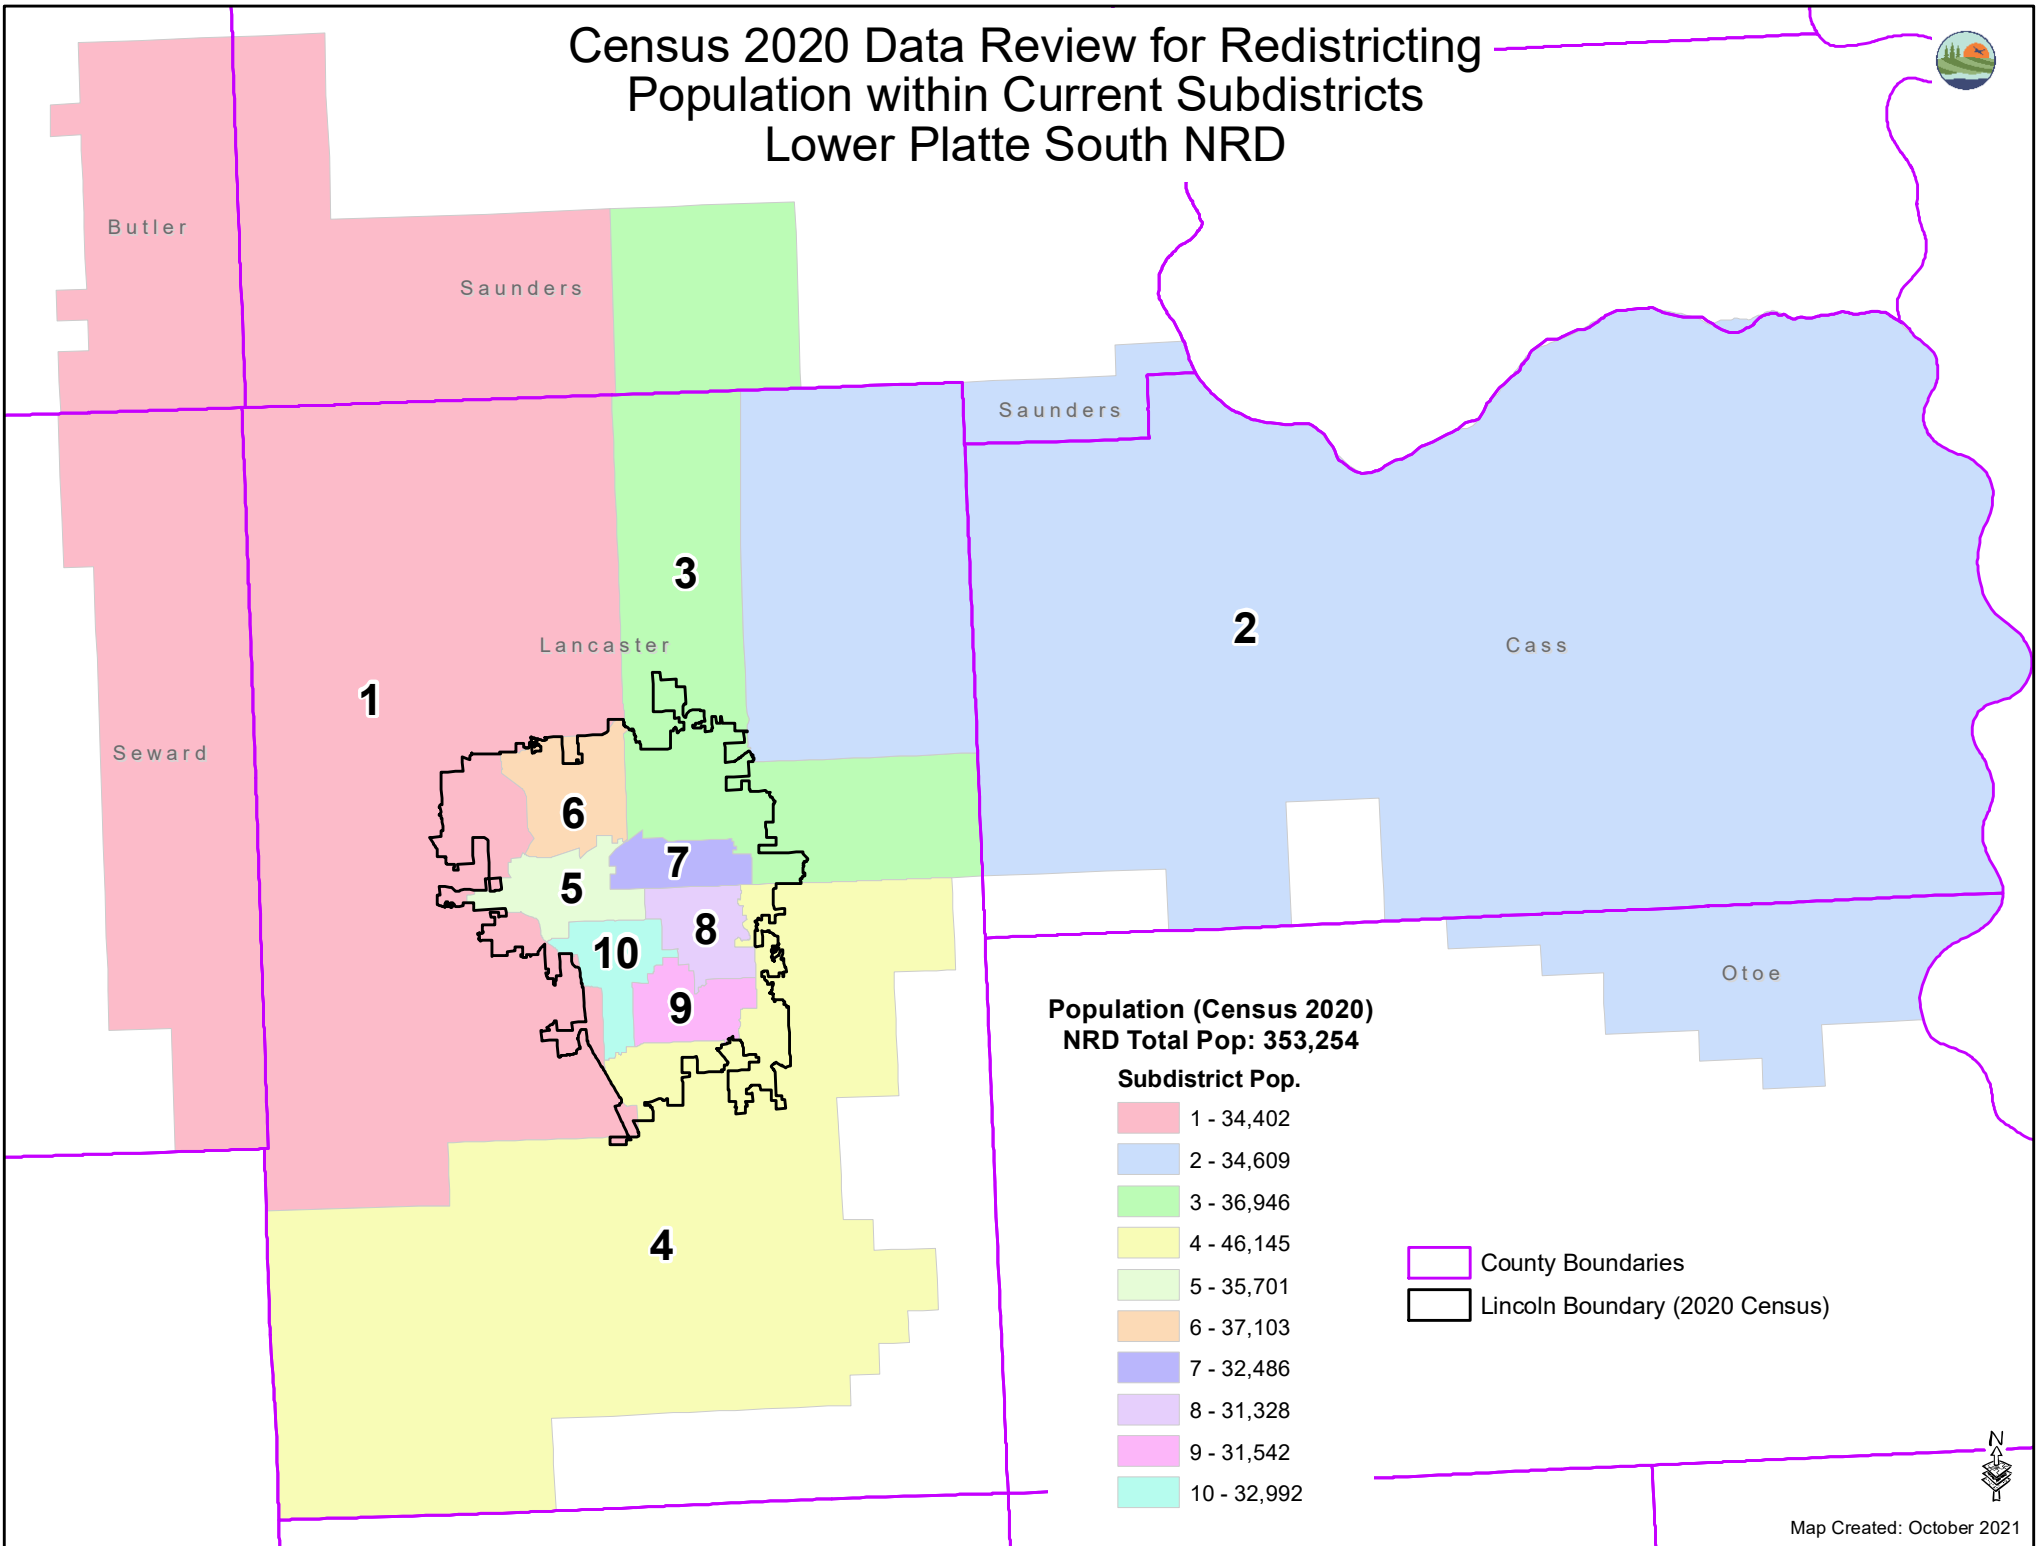 Census 2020 Data Review for Redistricting
Population within Current Subdistricts
Lower Platte South NRD
Butler
Saunders
Saunders
3
2
Lancaster
Cass
1
Seward
6
7
5
8
10
9
Otoe
4
Population (Census 2020)
NRD Total Pop: 353,254
Subdistrict Pop.
1 - 34,402
2 - 34,609
3 - 36,946
4 - 46,145
5 - 35,701
6 - 37,103
7 - 32,486
8 - 31,328
9 - 31,542
10 - 32,992
County Boundaries
Lincoln Boundary (2020 Census)
N
Map Created: October 2021